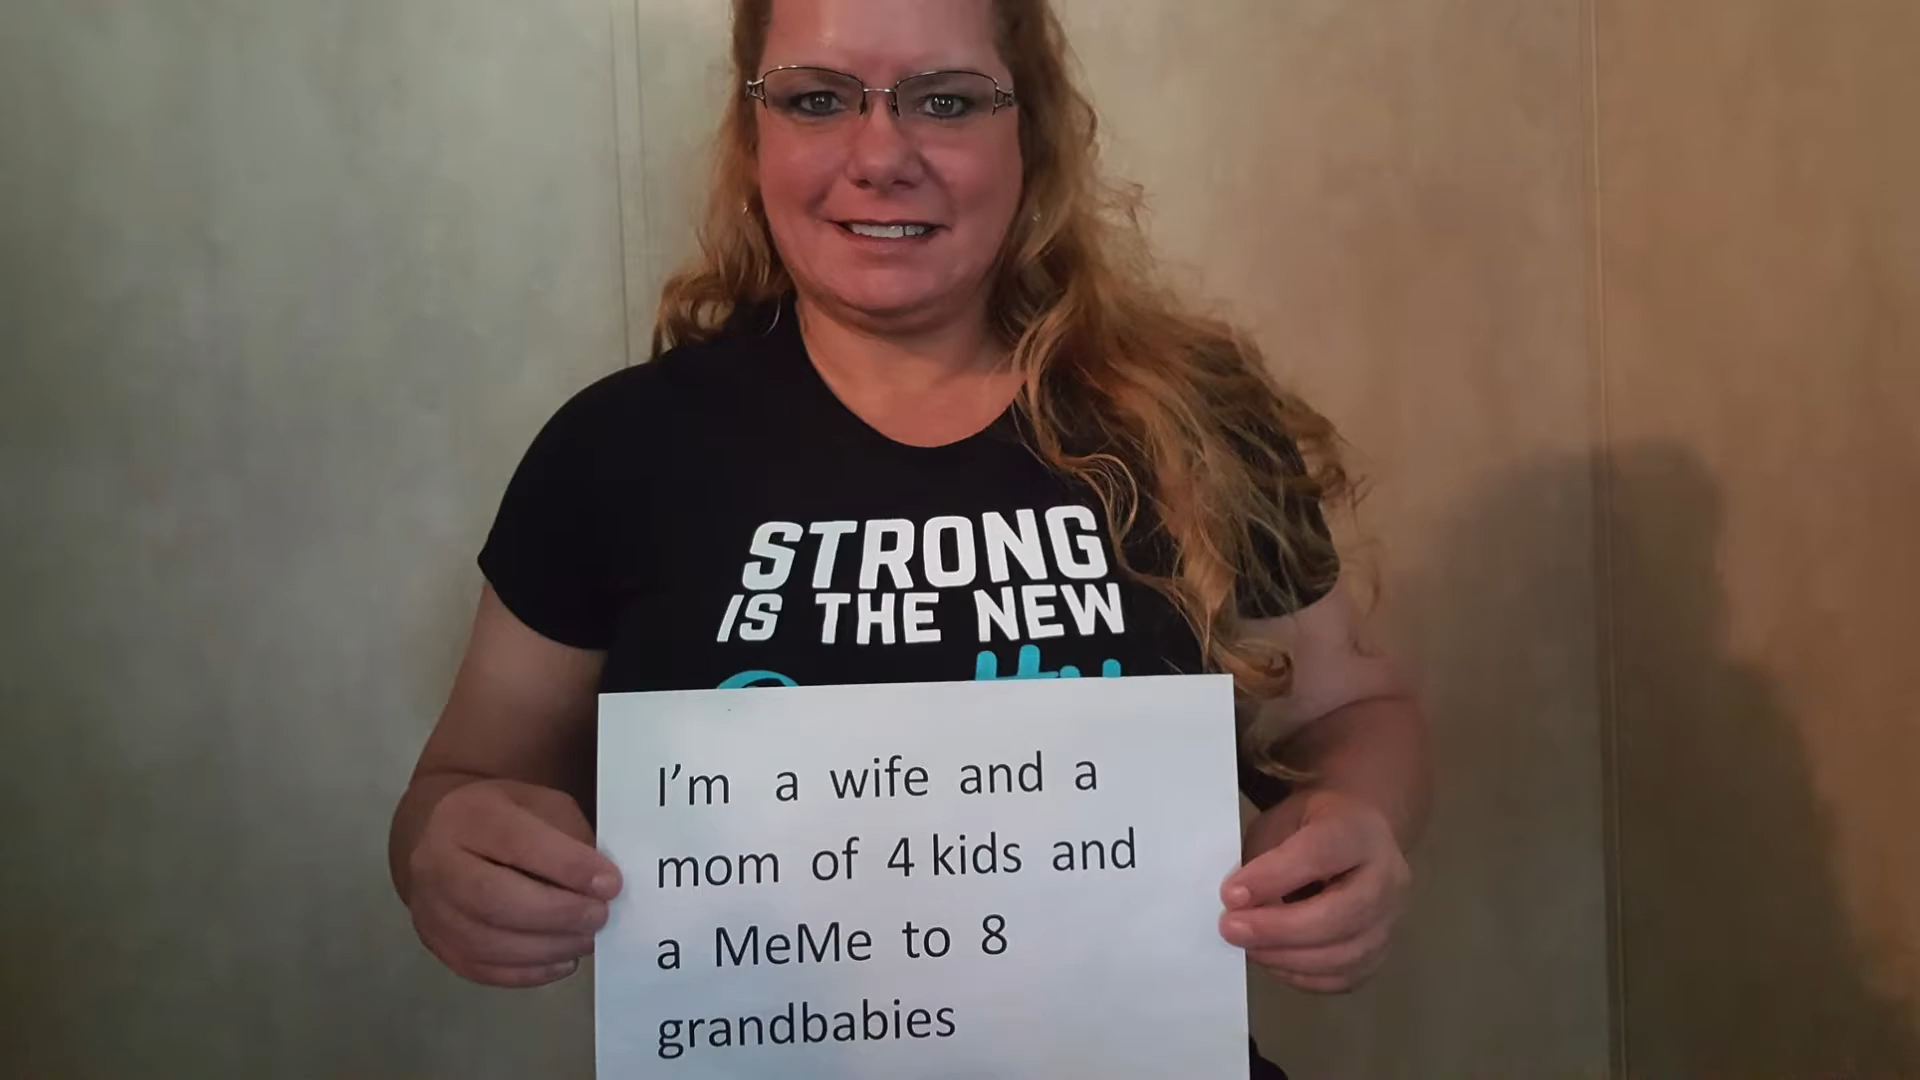 STRONG
IS THE NEW
I'm a wife and a
mom of 4 kids and
a MeMe to 8
grandbabies